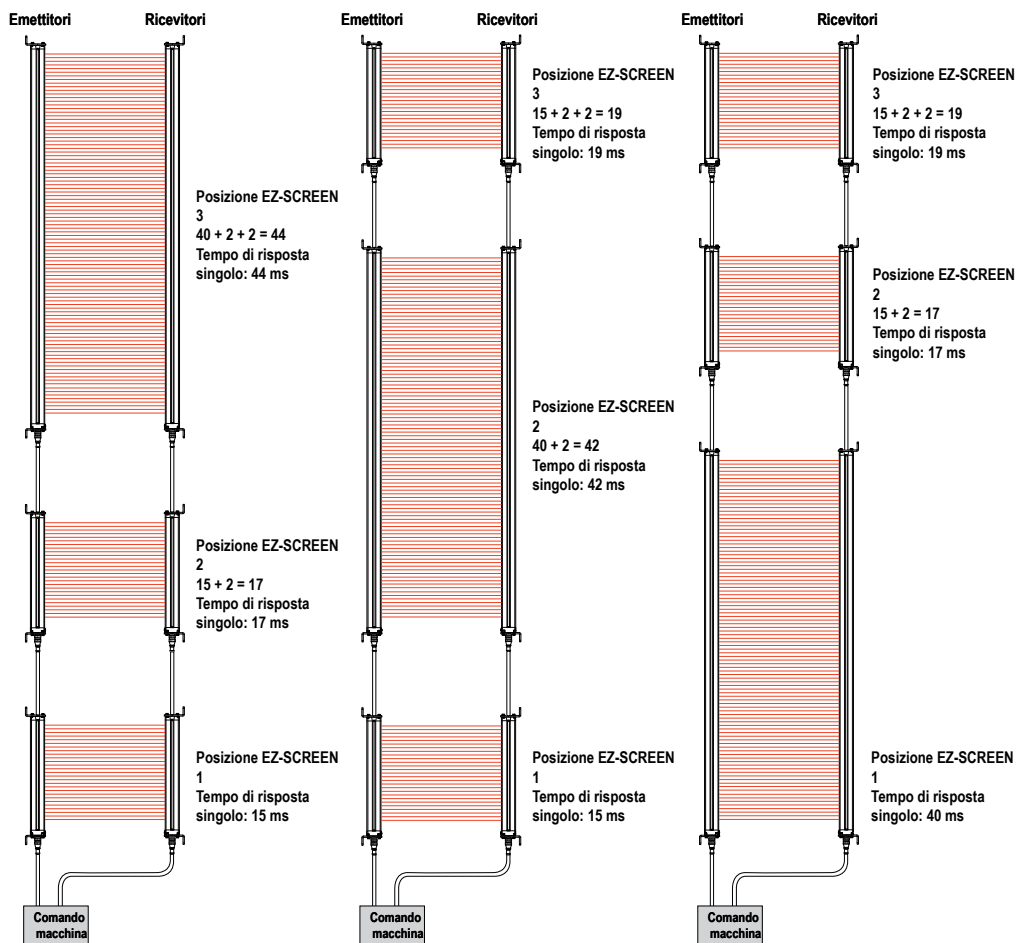 Emettitori
Ricevitori
Posizione EZ-SCREEN
3
40 + 2 + 2 = 44
Tempo di risposta
singolo: 44 ms
Posizione EZ-SCREEN
2
15 + 2 = 17
Tempo di risposta
singolo: 17 ms
Posizione EZ-SCREEN
1
Tempo di risposta
singolo: 15 ms
Comando
macchina
Emettitori
Ricevitori
Posizione EZ-SCREEN
3
15 + 2 + 2 = 19
Tempo di risposta
singolo: 19 ms
Posizione EZ-SCREEN
2
40 + 2 = 42
Tempo di risposta
singolo: 42 ms
Posizione EZ-SCREEN
1
Tempo di risposta
singolo: 15 ms
Comando
macchina
Emettitori
Ricevitori
Posizione EZ-SCREEN
3
15 + 2 + 2 = 19
Tempo di risposta
singolo: 19 ms
Posizione EZ-SCREEN
2
15 + 2 = 17
Tempo di risposta
singolo: 17 ms
Posizione EZ-SCREEN
1
Tempo di risposta
singolo: 40 ms
Comando
macchina